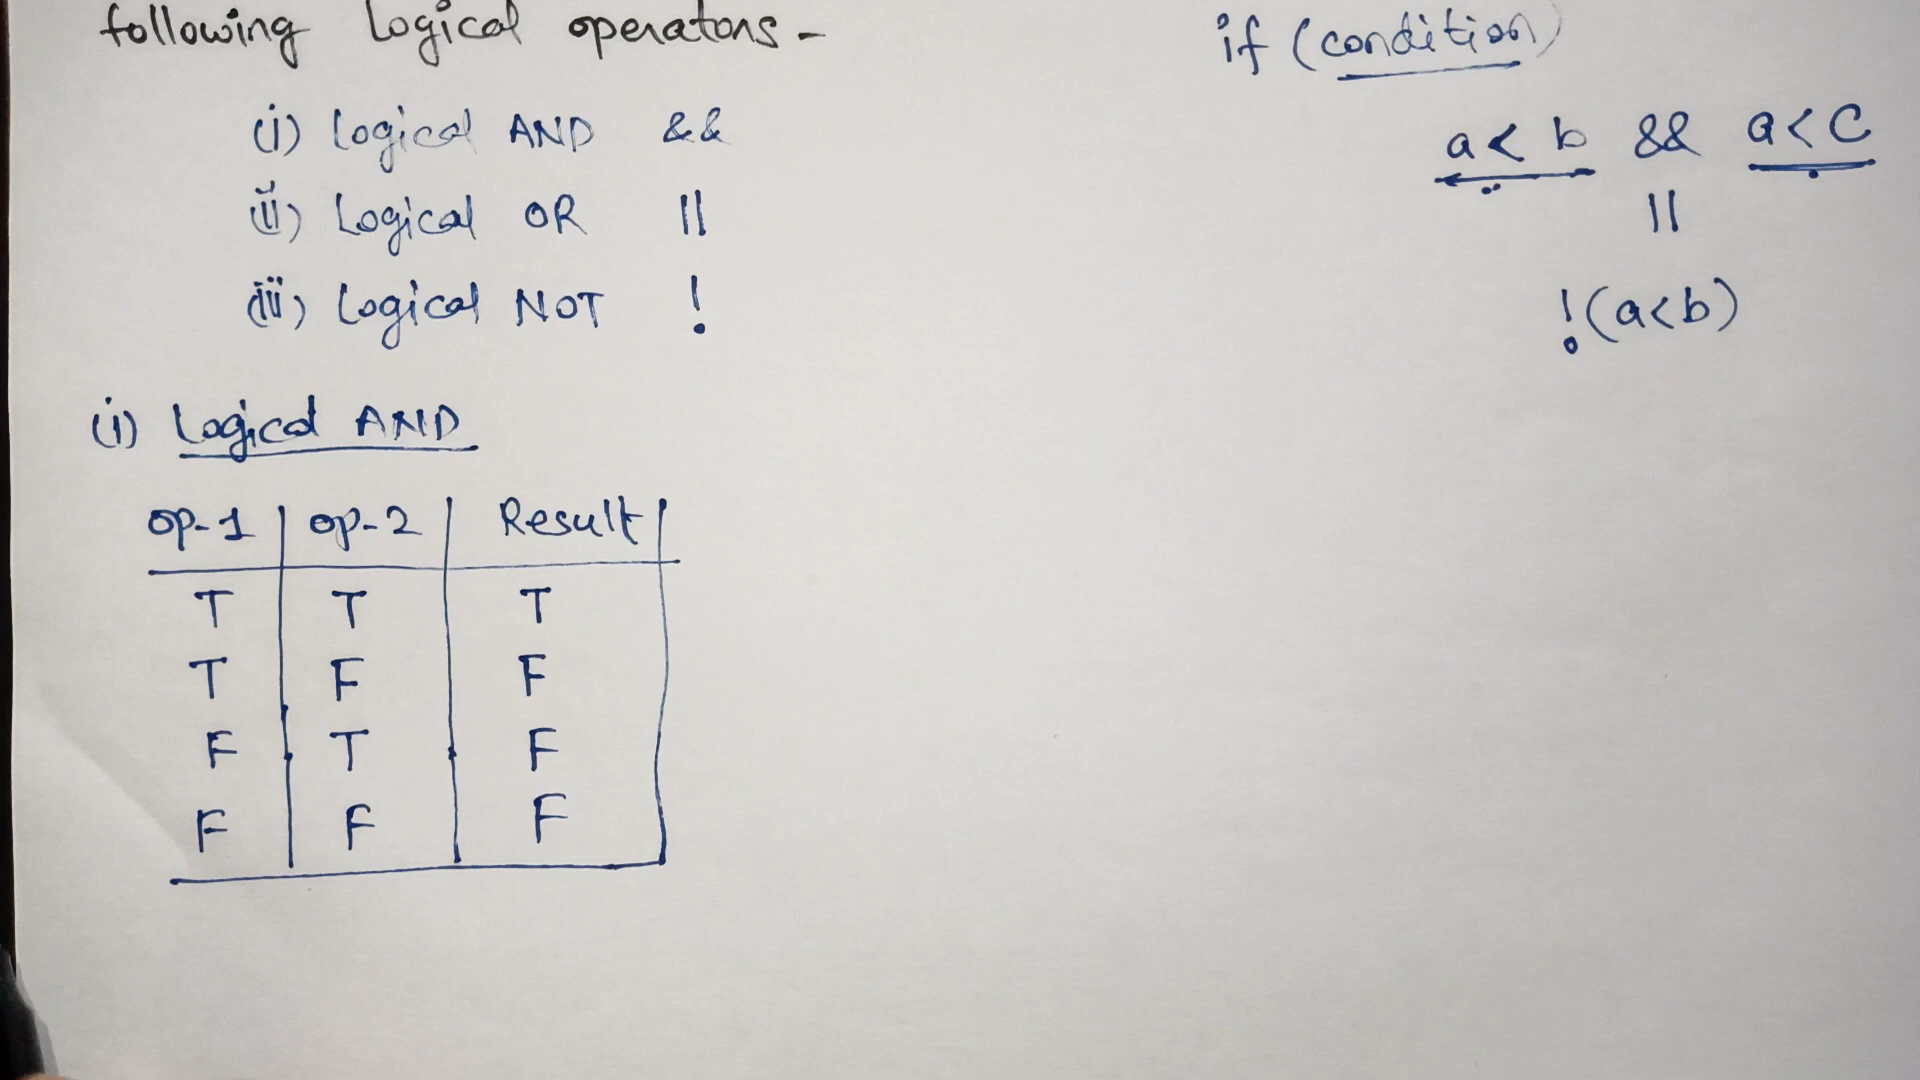 following Logical operators -
(i) Logical AND &&
(ii) Logical OR ||
(iii) Logical NOT !
if (condition)
a < b && a < C
||
!(a<b)
(i) Logical AND
op-1 op-2 Result
T T T
T F F
F T F
F F F